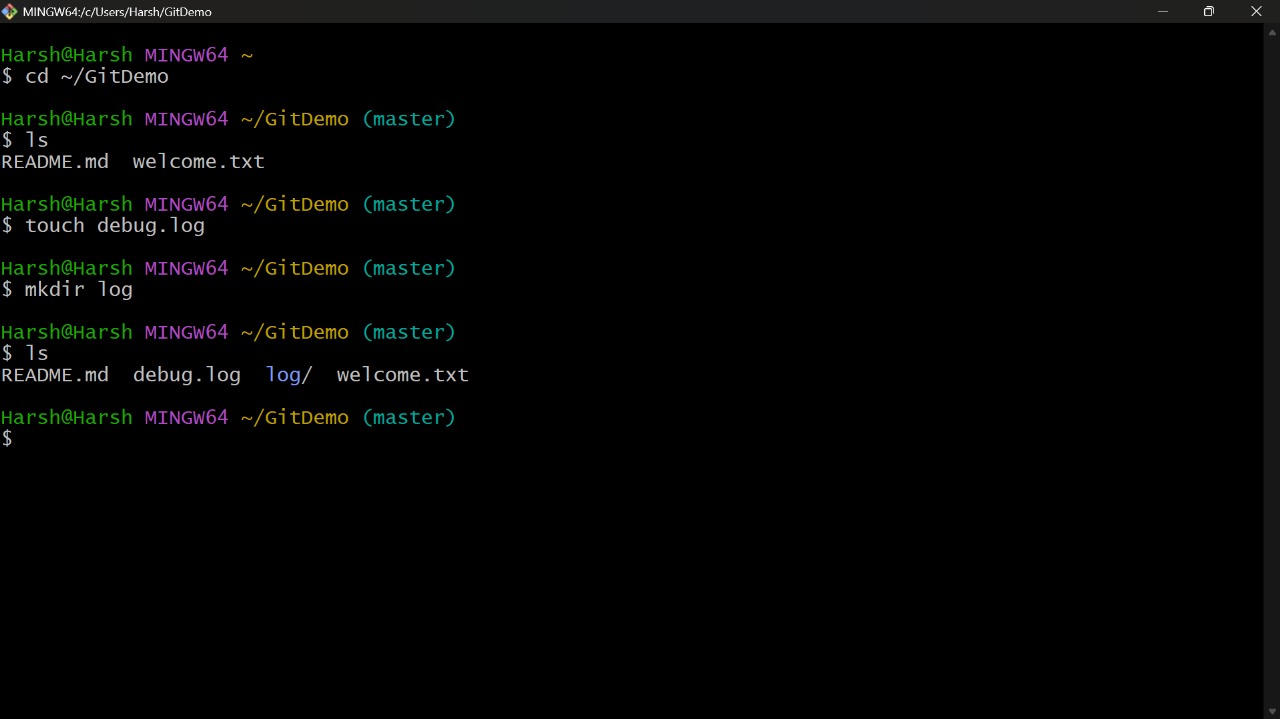 MINGW64:/c/Users/Harsh/GitDemo
Harsh@Harsh MINGW64 ~
$ cd ~/GitDemo
Harsh@Harsh MINGW64 ~/GitDemo (master)
$ ls
README.md  welcome.txt
Harsh@Harsh MINGW64 ~/GitDemo (master)
$ touch debug.log
Harsh@Harsh MINGW64 ~/GitDemo (master)
$ mkdir log
Harsh@Harsh MINGW64 ~/GitDemo (master)
$ ls
README.md  debug.log  log/  welcome.txt
Harsh@Harsh MINGW64 ~/GitDemo (master)
$